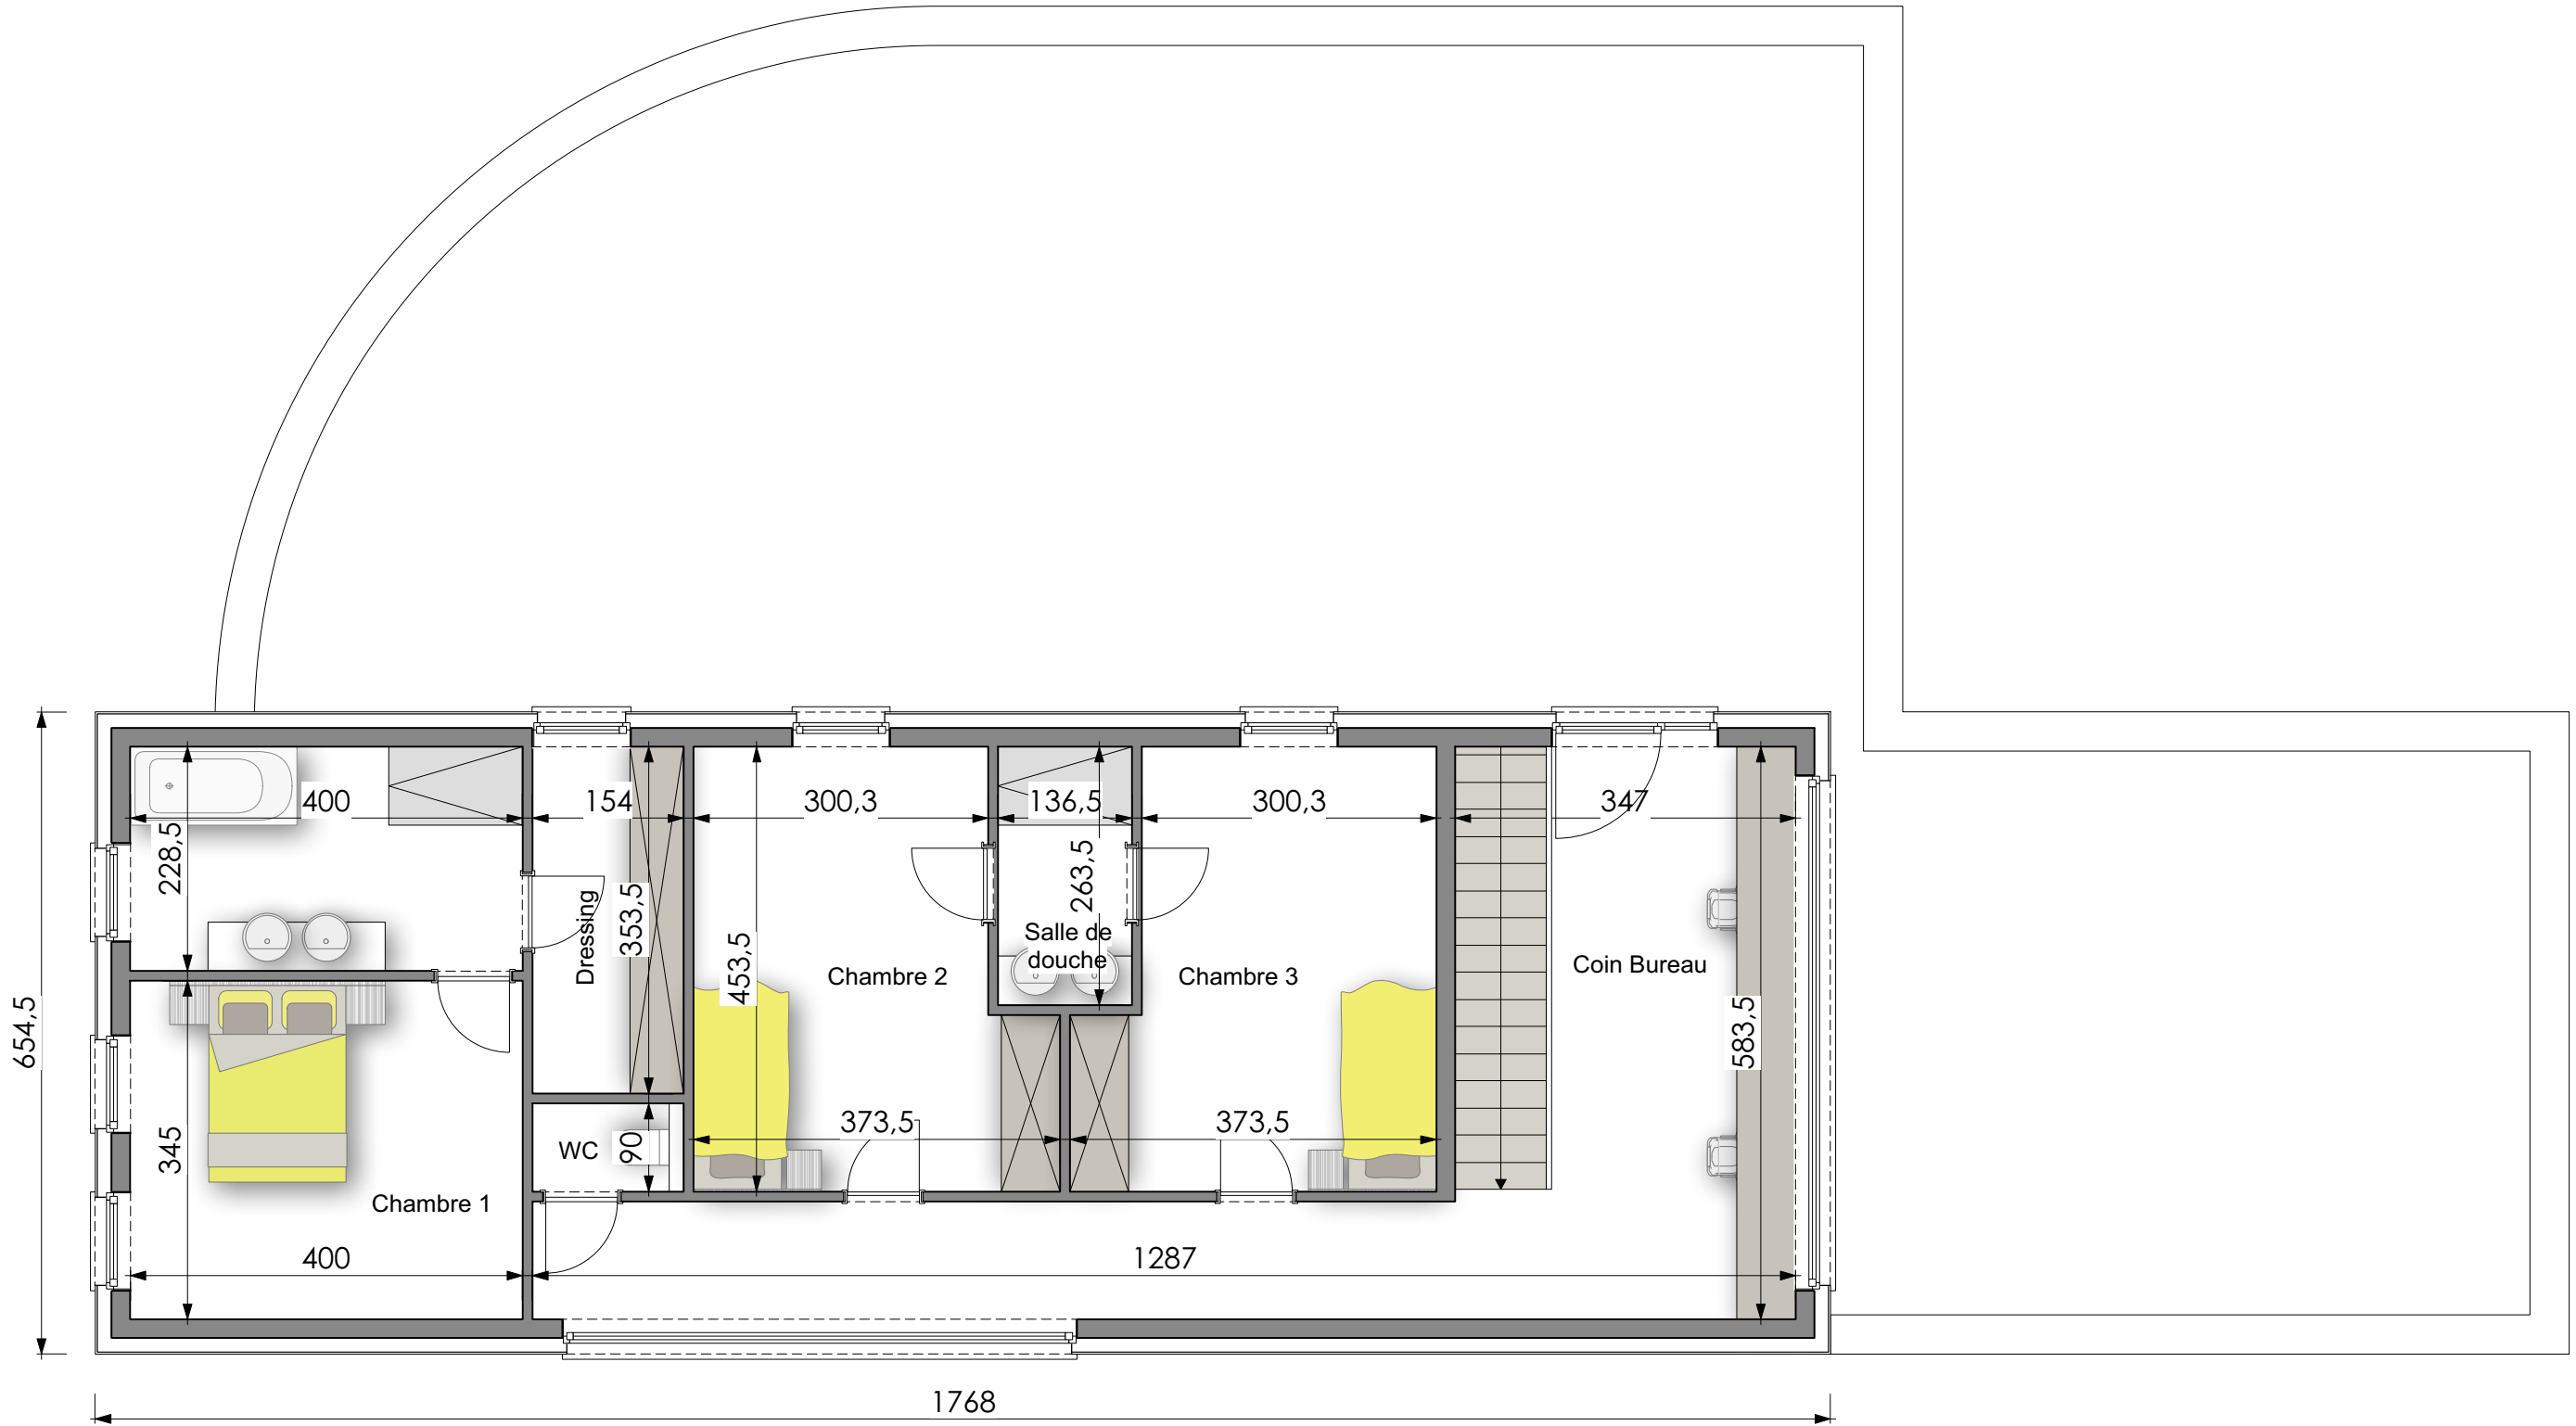 400
154
300,3
136,5
300,3
347
228,5
353,5
453,5
263,5
Dressing
Salle de
douche
Chambre 2
Chambre 3
Coin Bureau
583,5
654,5
345
373,5
373,5
WC
90
Chambre 1
400
1287
1768